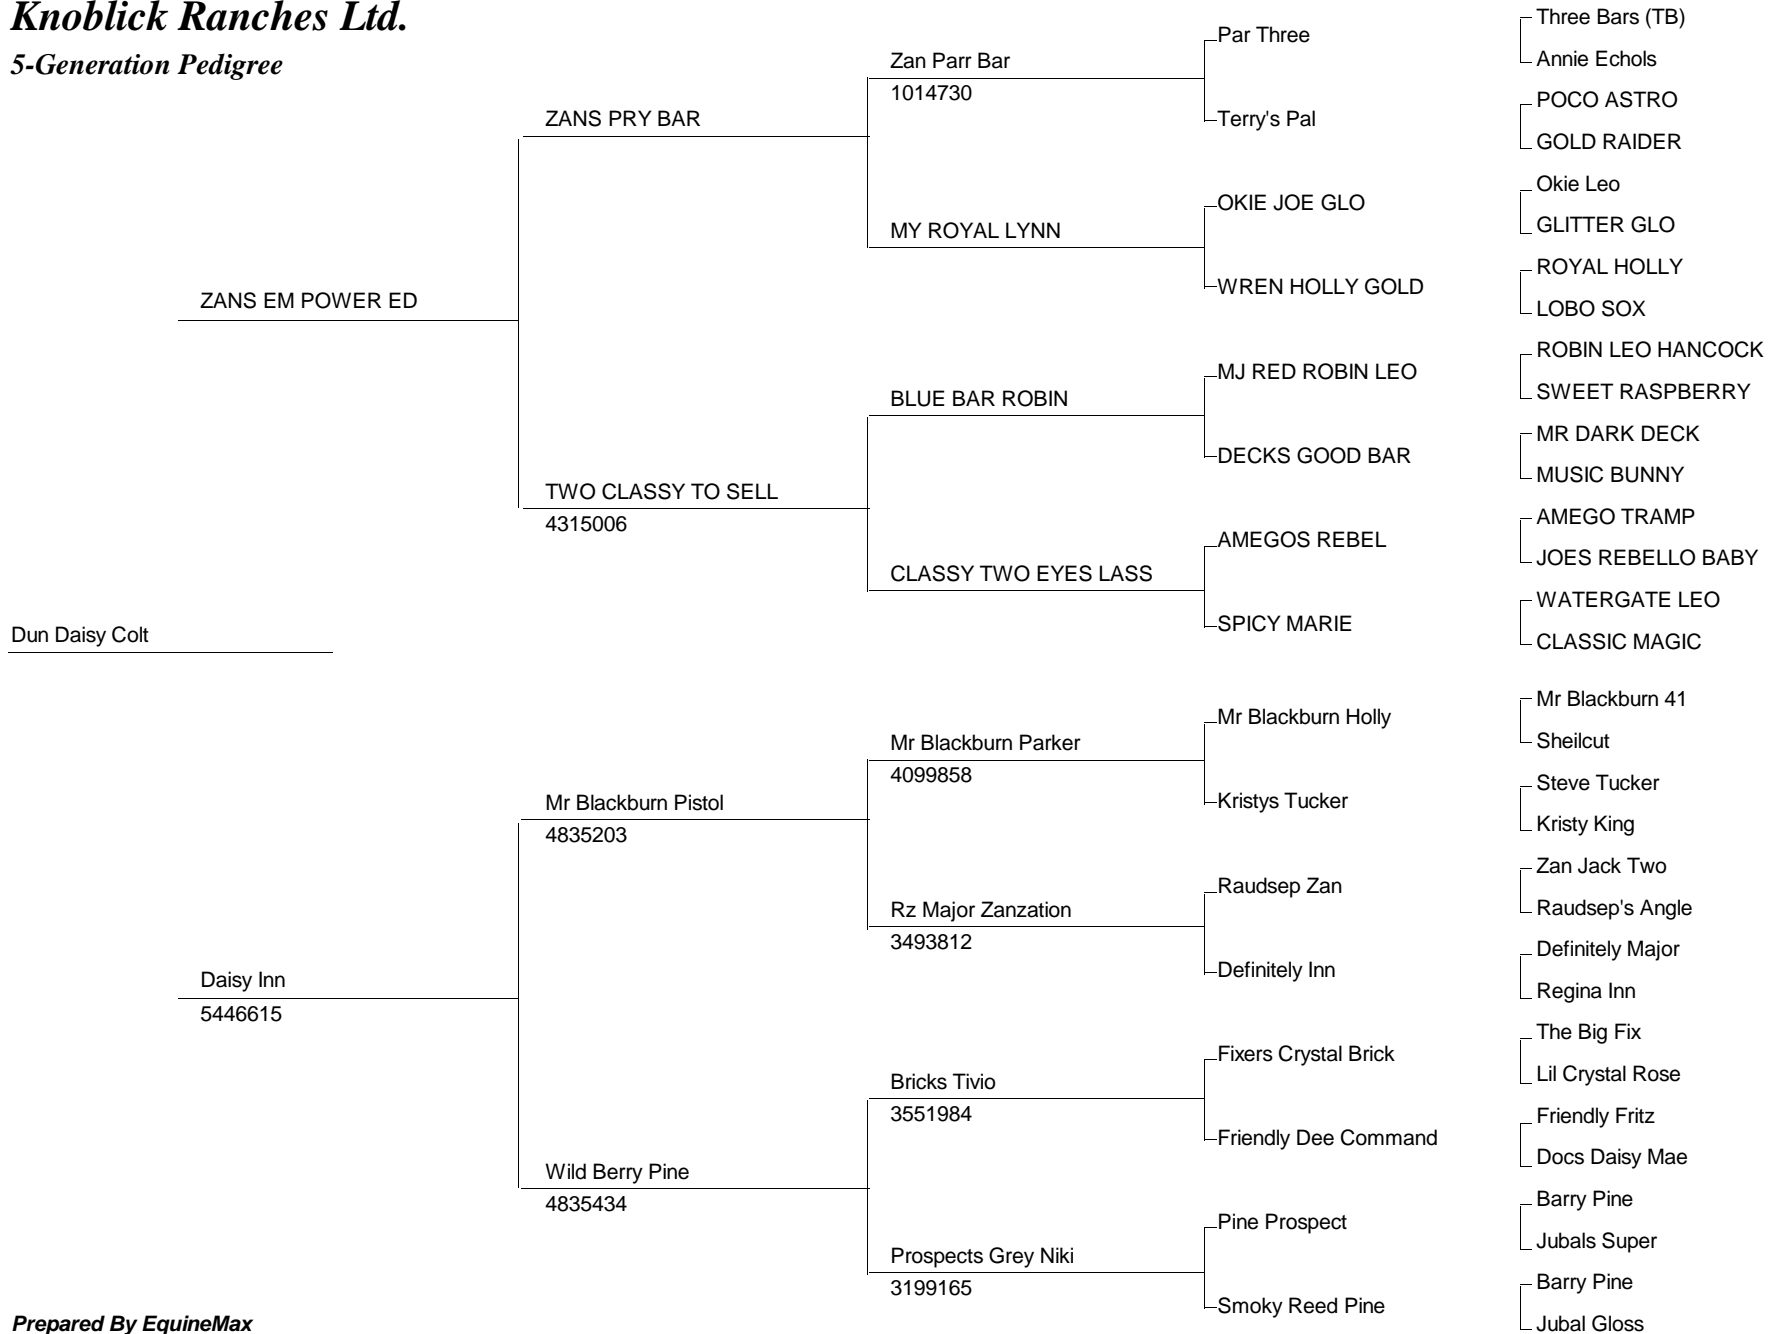 Knoblick Ranches Ltd.
5-Generation Pedigree
Dun Daisy Colt
ZANS EM POWER ED
Daisy Inn
5446615
ZANS PRY BAR
TWO CLASSY TO SELL
4315006
Mr Blackburn Pistol
4835203
Wild Berry Pine
4835434
Zan Parr Bar
1014730
MY ROYAL LYNN
BLUE BAR ROBIN
CLASSY TWO EYES LASS
Mr Blackburn Parker
4099858
Rz Major Zanzation
3493812
Bricks Tivio
3551984
Prospects Grey Niki
3199165
Par Three
Terry's Pal
OKIE JOE GLO
WREN HOLLY GOLD
MJ RED ROBIN LEO
DECKS GOOD BAR
AMEGOS REBEL
SPICY MARIE
Mr Blackburn Holly
Kristys Tucker
Raudsep Zan
Definitely Inn
Fixers Crystal Brick
Friendly Dee Command
Pine Prospect
Smoky Reed Pine
Three Bars (TB)
Annie Echols
POCO ASTRO
GOLD RAIDER
Okie Leo
GLITTER GLO
ROYAL HOLLY
LOBO SOX
ROBIN LEO HANCOCK
SWEET RASPBERRY
MR DARK DECK
MUSIC BUNNY
AMEGO TRAMP
JOES REBELLO BABY
WATERGATE LEO
CLASSIC MAGIC
Mr Blackburn 41
Sheilcut
Steve Tucker
Kristy King
Zan Jack Two
Raudsep's Angle
Definitely Major
Regina Inn
The Big Fix
Lil Crystal Rose
Friendly Fritz
Docs Daisy Mae
Barry Pine
Jubals Super
Barry Pine
Jubal Gloss
Prepared By EquineMax